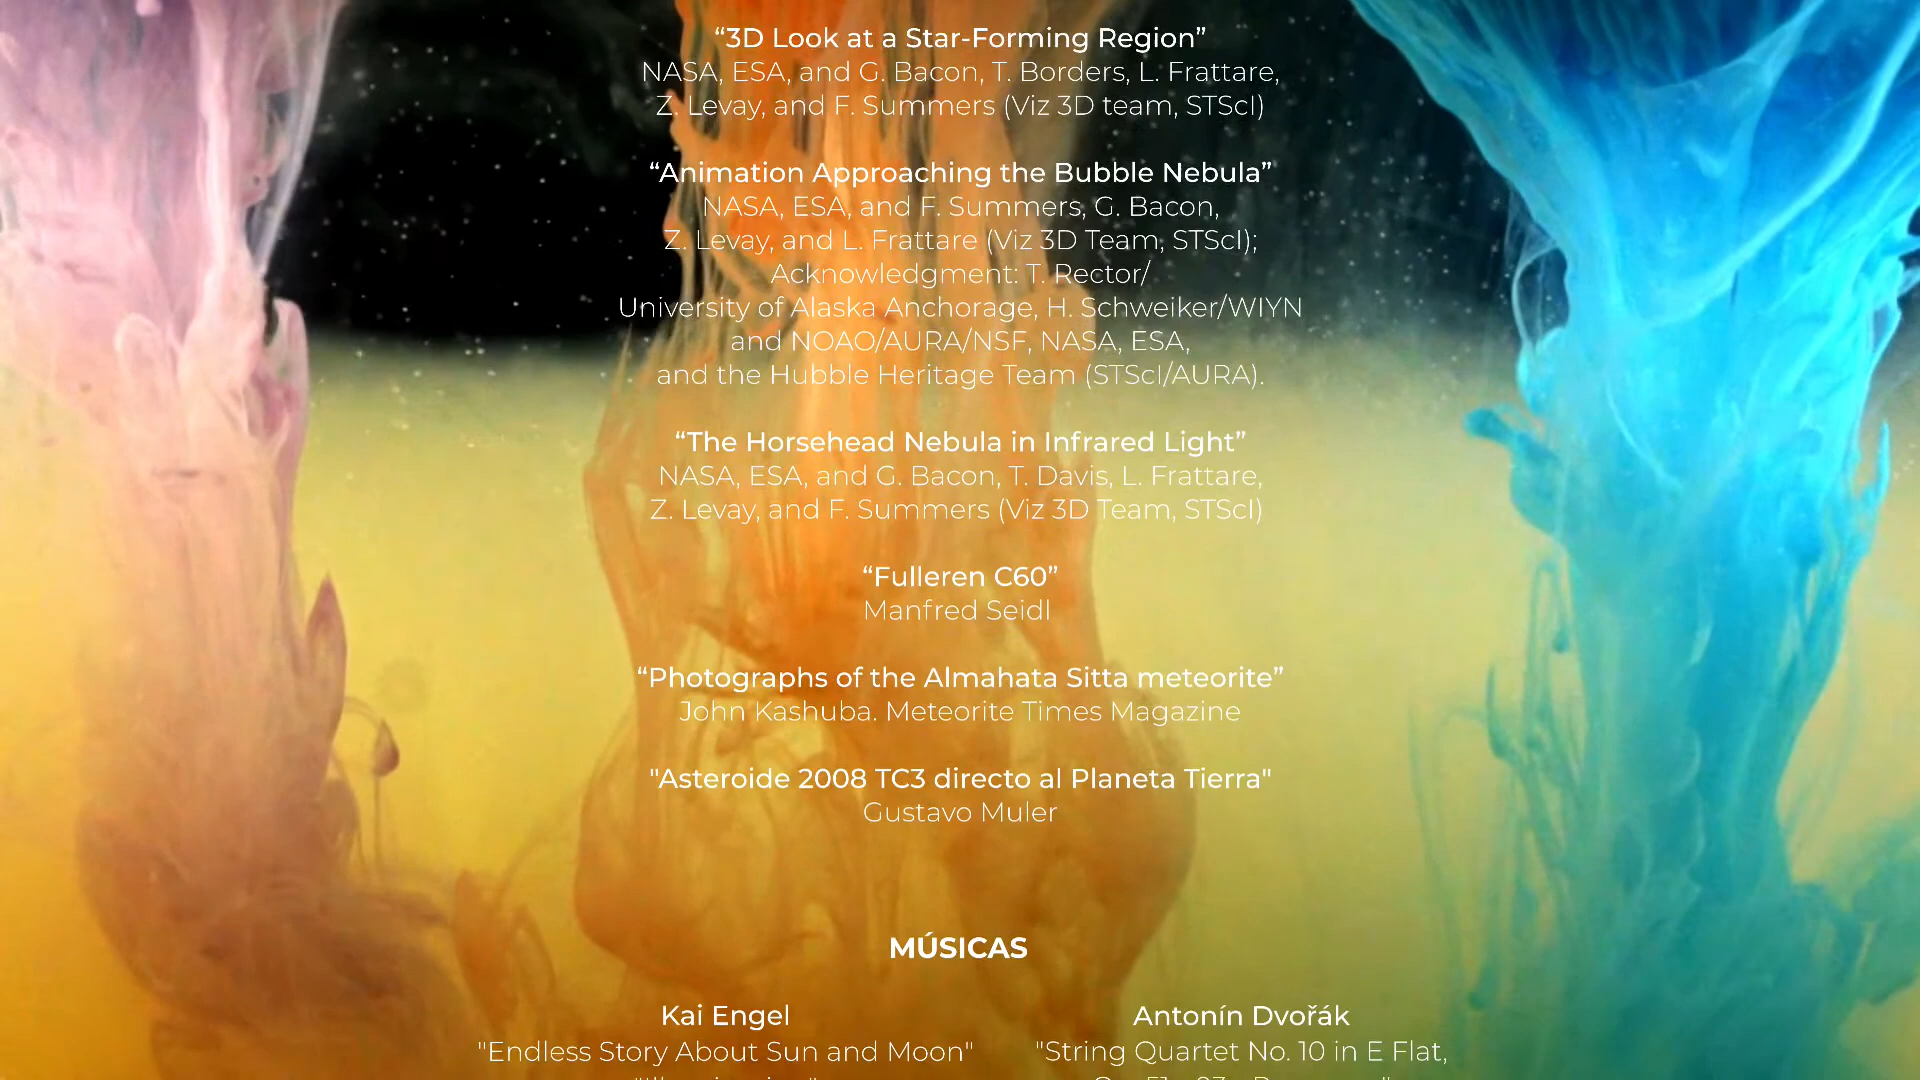 “3D Look at a Star-Forming Region”
NASA, ESA, and G. Bacon, T. Borders, L. Frattare,
Z. Levay, and F. Summers (Viz 3D team, STScI)
“Animation Approaching the Bubble Nebula”
NASA, ESA, and F. Summers, G. Bacon,
Z. Levay, and L. Frattare (Viz 3D Team, STScI);
Acknowledgment: T. Rector/
University of Alaska Anchorage, H. Schweiker/WIYN
and NOAO/AURA/NSF, NASA, ESA,
and the Hubble Heritage Team (STScI/AURA).
“The Horsehead Nebula in Infrared Light”
NASA, ESA, and G. Bacon, T. Davis, L. Frattare,
Z. Levay, and F. Summers (Viz 3D Team, STScI)
“Fulleren C60”
Manfred Seidl
“Photographs of the Almahata Sitta meteorite”
John Kashuba. Meteorite Times Magazine
"Asteroide 2008 TC3 directo al Planeta Tierra"
Gustavo Muler
MÚSICAS
Kai Engel
"Endless Story About Sun and Moon"
Antonín Dvořák
"String Quartet No. 10 in E Flat,